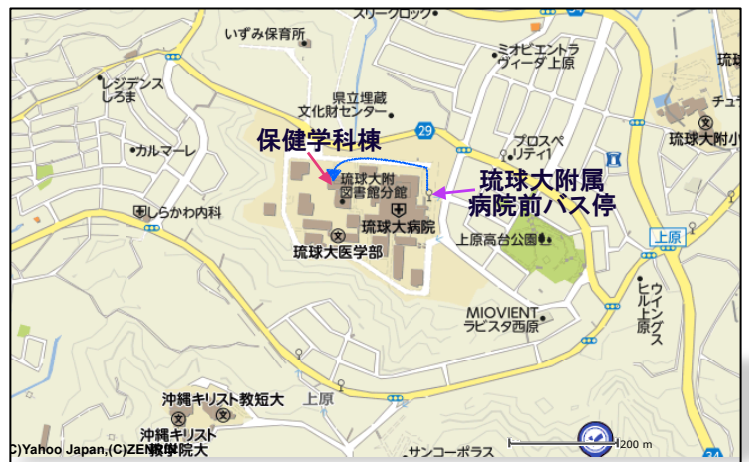 スリークロック
いずみ保育所
ミオピエントラ
ヴィーダ上原
レジデンス
しろま
県立埋蔵
文化財センター
29
チュラ
琉球大附小
保健学科棟
プロスペ
リティ1
カルマーレ
琉球大附
図書館分館
琉球大附属
病院前バス停
しらかわ内科
琉球大病院
上原高台公園
上原
琉球大医学部
MIOVIENT
ラピスタ西原
ウイングス
ヒル上原
沖縄キリスト教短大
上原
沖縄キリスト
教学院大
サンコーポラス
200 m
34